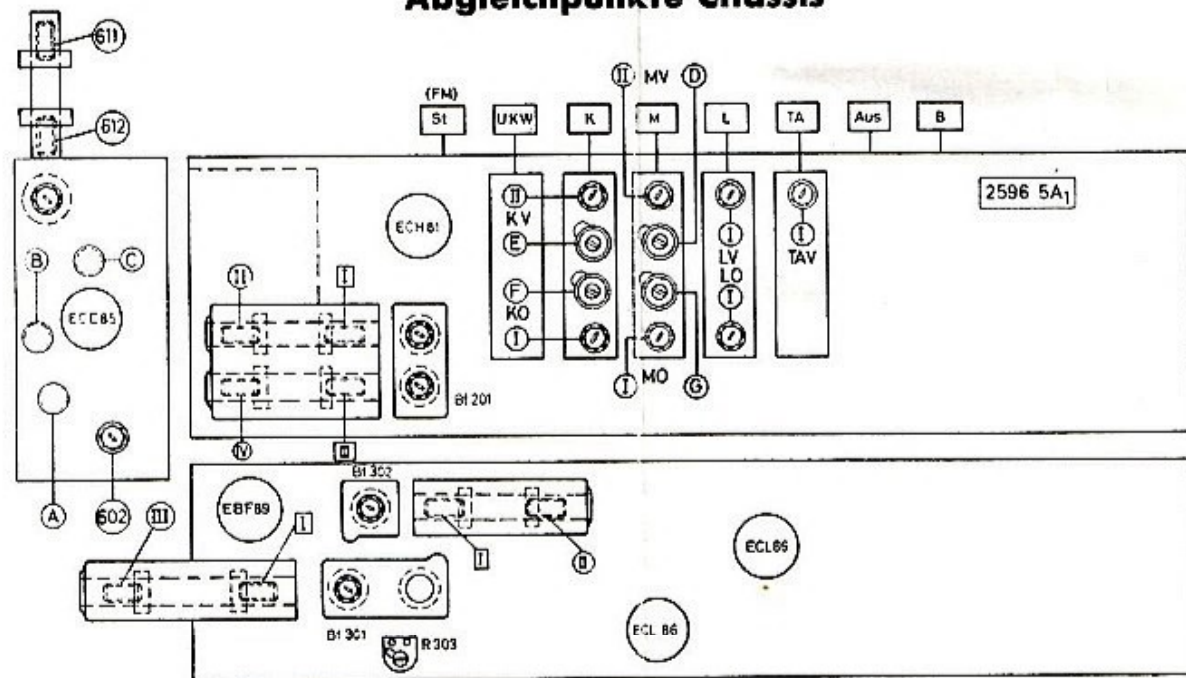 Abgleichpunkte Chassis
611
612
(FM)
St
UKW
K
II
MV
D
M
L
TA
Aus
B
2596 5A1
ECH81
II
KV
E
F
KO
I
I
LV
LO
I
I
TAV
B
C
ECC85
II
I
Bf 201
I
MO
G
IV
II
A
602
III
EBF89
I
Bf 302
I
II
ECL86
Bf 301
R 303
ECL 86